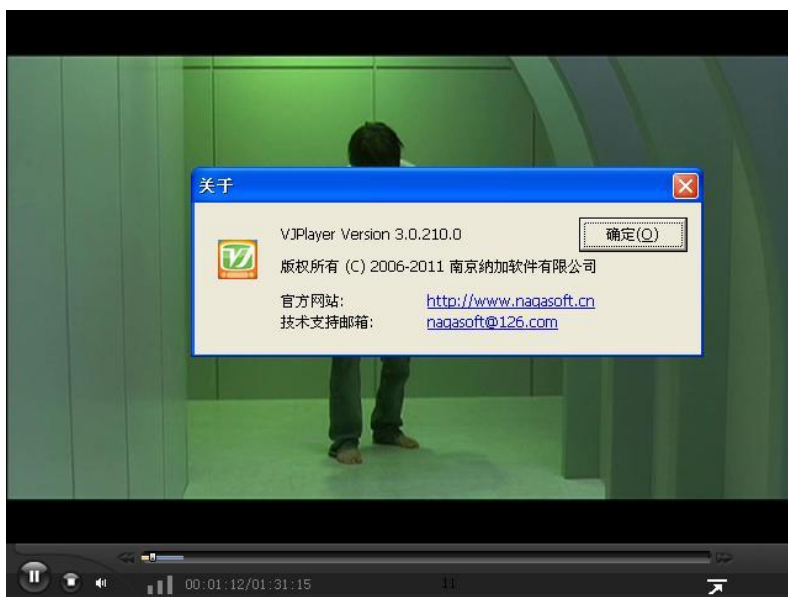 关于
VJPlayer Version 3.0.210.0
确定(O)
版权所有 (C) 2006-2011 南京纳加软件有限公司
官方网站: http://www.nagasoft.cn
技术支持邮箱: nagasoft@126.com
00:01:12/01:31:15
11